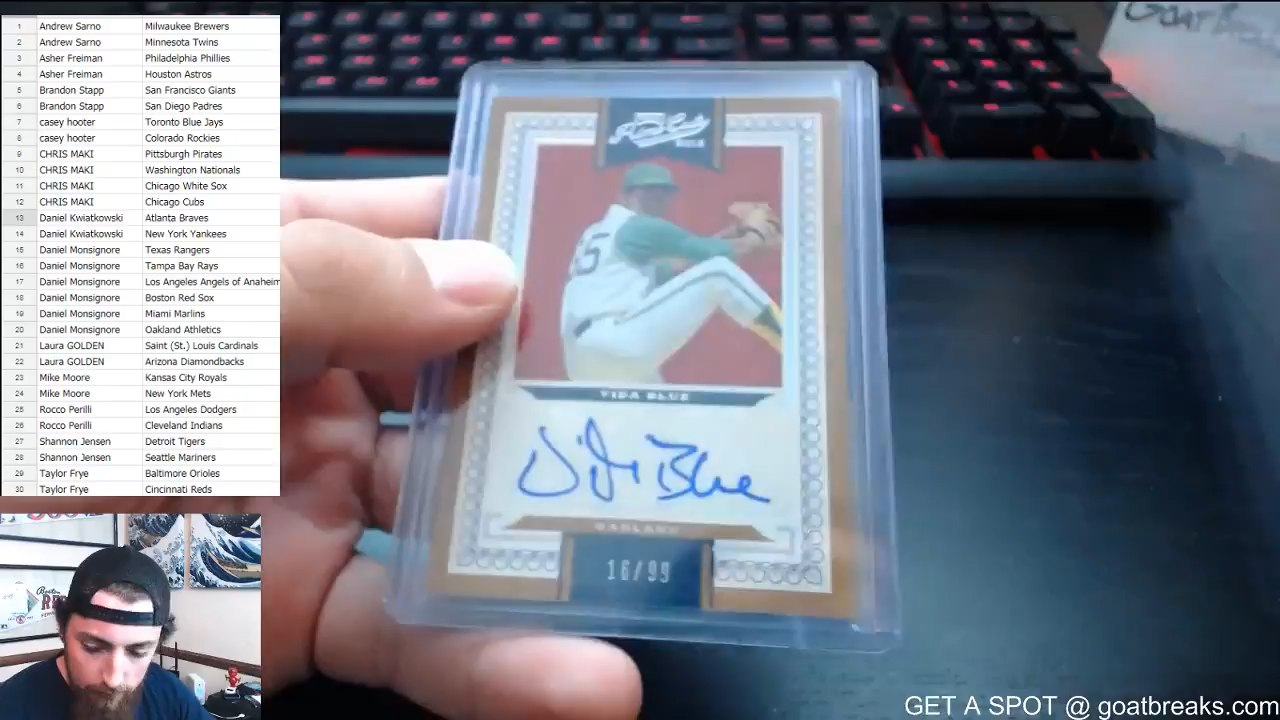 1 Andrew Sarno Milwaukee Brewers
2 Andrew Sarno Minnesota Twins
3 Asher Freiman Philadelphia Phillies
4 Asher Freiman Houston Astros
5 Brandon Stapp San Francisco Giants
6 Brandon Stapp San Diego Padres
7 casey hooter Toronto Blue Jays
8 casey hooter Colorado Rockies
9 CHRIS MAKI Pittsburgh Pirates
10 CHRIS MAKI Washington Nationals
11 CHRIS MAKI Chicago White Sox
12 CHRIS MAKI Chicago Cubs
13 Daniel Kwiatkowski Atlanta Braves
14 Daniel Kwiatkowski New York Yankees
15 Daniel Monsignore Texas Rangers
16 Daniel Monsignore Tampa Bay Rays
17 Daniel Monsignore Los Angeles Angels of Anaheim
18 Daniel Monsignore Boston Red Sox
19 Daniel Monsignore Miami Marlins
20 Daniel Monsignore Oakland Athletics
21 Laura GOLDEN Saint (St.) Louis Cardinals
22 Laura GOLDEN Arizona Diamondbacks
23 Mike Moore Kansas City Royals
24 Mike Moore New York Mets
25 Rocco Perilli Los Angeles Dodgers
26 Rocco Perilli Cleveland Indians
27 Shannon Jensen Detroit Tigers
28 Shannon Jensen Seattle Mariners
29 Taylor Frye Baltimore Orioles
30 Taylor Frye Cincinnati Reds
Prime Cuts
VIDA BLUE
Vida Blue
OAKLAND
16/99
Boston
GET A SPOT @ goatbreaks.com